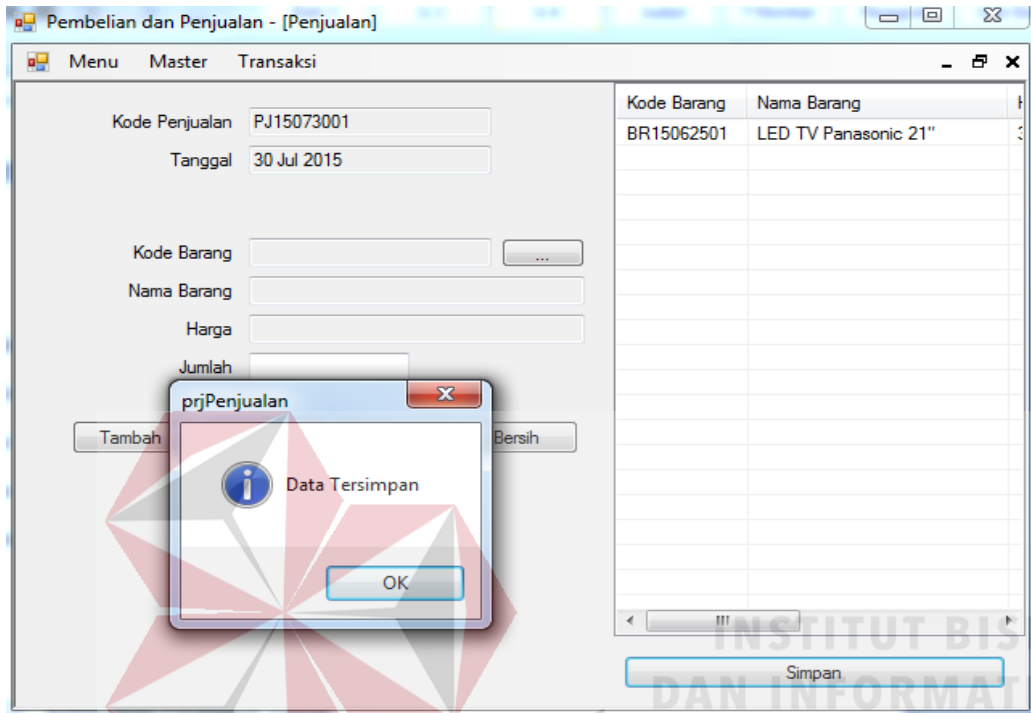 Pembelian dan Penjualan - [Penjualan]
Menu Master Transaksi
Kode Penjualan PJ15073001
Tanggal 30 Jul 2015
Kode Barang ...
Nama Barang
Harga
Jumlah
Tambah
Bersih
Kode Barang Nama Barang
BR15062501 LED TV Panasonic 21"
prjPenjualan
Data Tersimpan
OK
Simpan
INSTITUT BIS
DAN INFORMATI